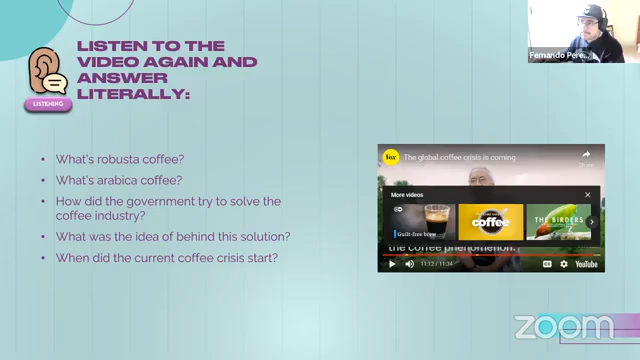 LISTEN TO THE
VIDEO AGAIN AND
ANSWER
LITERALLY:
LISTENING
• What's robusta coffee?
• What's arabica coffee?
• How did the government try to solve the
coffee industry?
• What was the idea of behind this solution?
• When did the current coffee crisis start?
Fernando Pere...
Vox
The global coffee crisis is coming
Share
More videos
Guilt-free brew
coffee
THE BIRDERS
the coffee phenomenon.
11:12 / 11:34
CC
YouTube
zoom